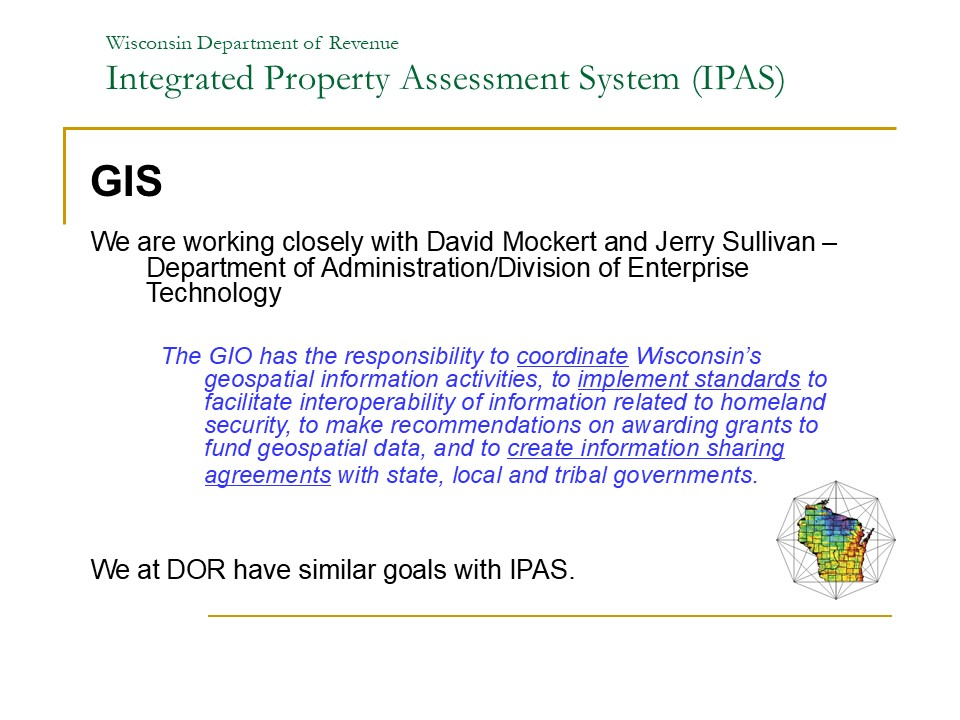 Wisconsin Department of Revenue
Integrated Property Assessment System (IPAS)
GIS
We are working closely with David Mockert and Jerry Sullivan –
Department of Administration/Division of Enterprise
Technology
The GIO has the responsibility to coordinate Wisconsin’s
geospatial information activities, to implement standards to
facilitate interoperability of information related to homeland
security, to make recommendations on awarding grants to
fund geospatial data, and to create information sharing
agreements with state, local and tribal governments.
We at DOR have similar goals with IPAS.